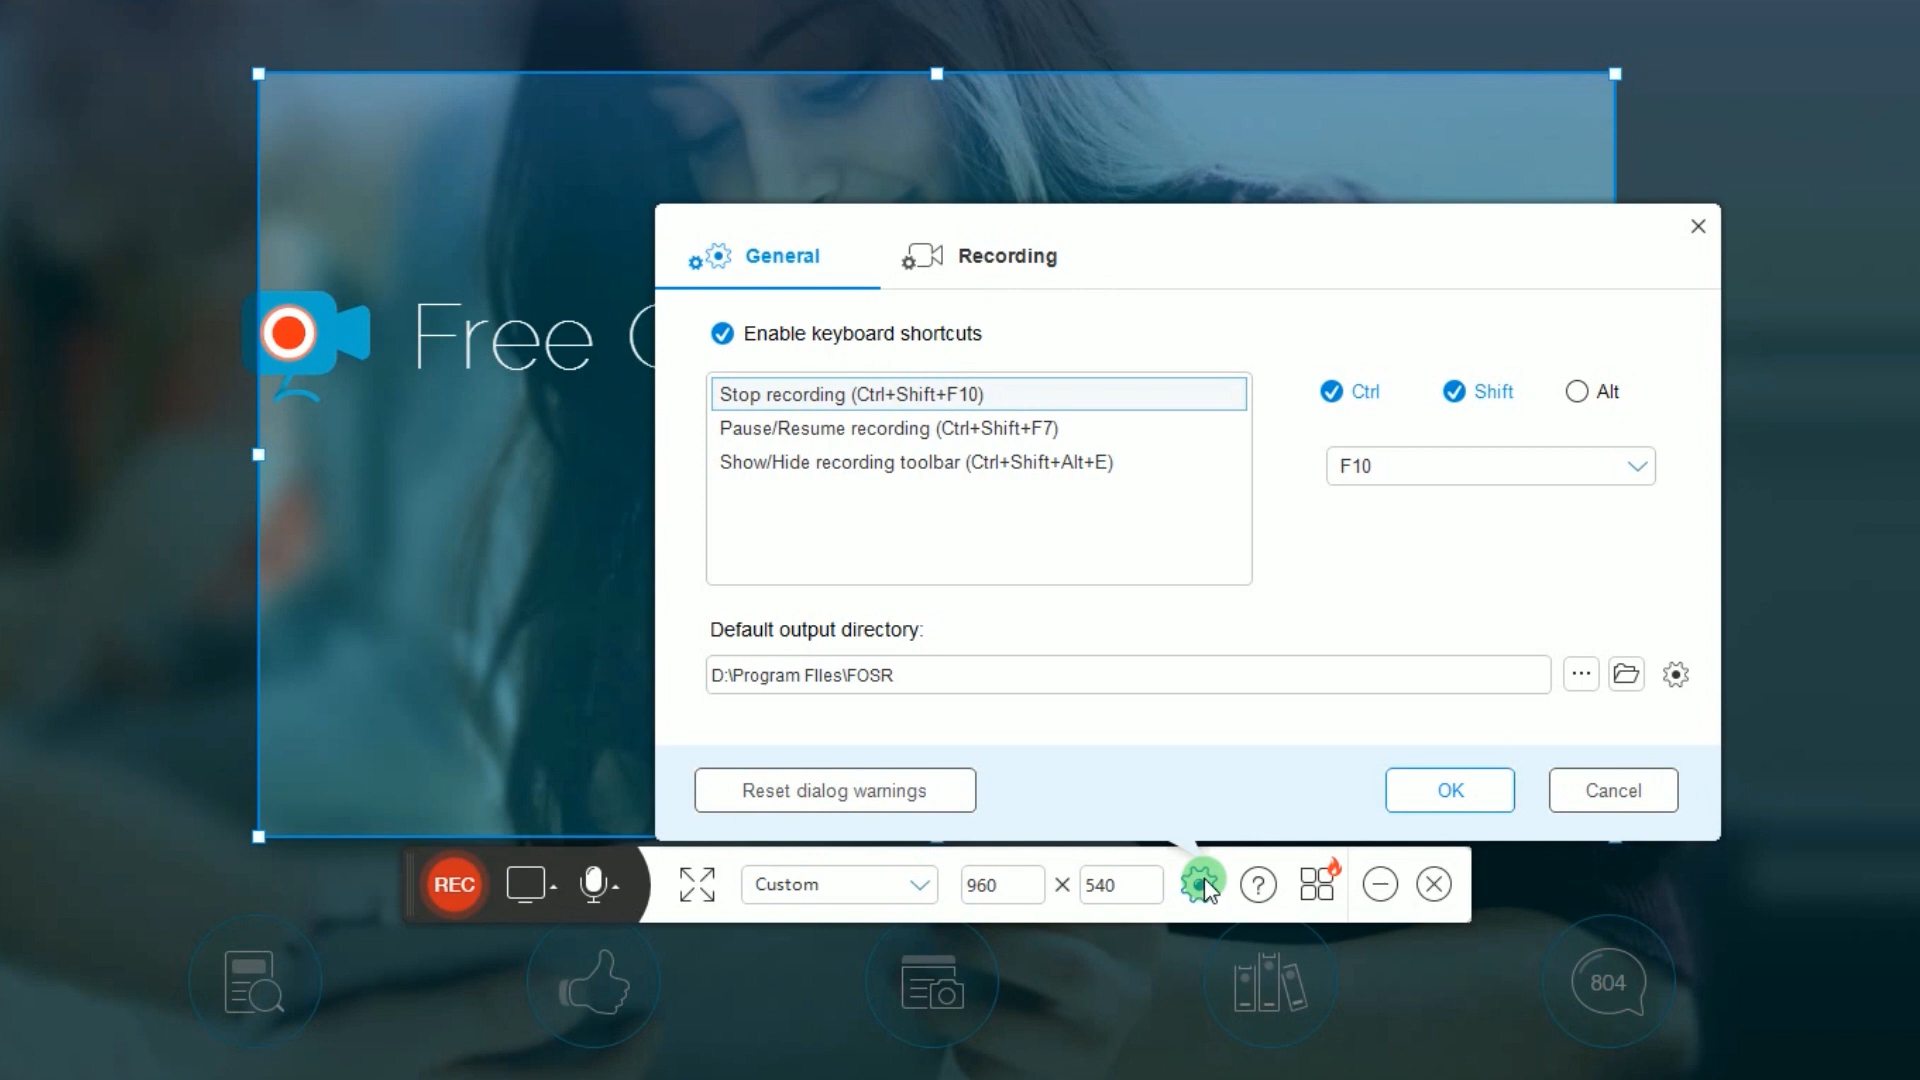 General
Recording
Free
Enable keyboard shortcuts
Stop recording (Ctrl+Shift+F10)
Pause/Resume recording (Ctrl+Shift+F7)
Show/Hide recording toolbar (Ctrl+Shift+Alt+E)
Ctrl
Shift
Alt
F10
Default output directory:
D:\Program FIles\FOSR
Reset dialog warnings
OK
Cancel
REC
Custom
960
540
804